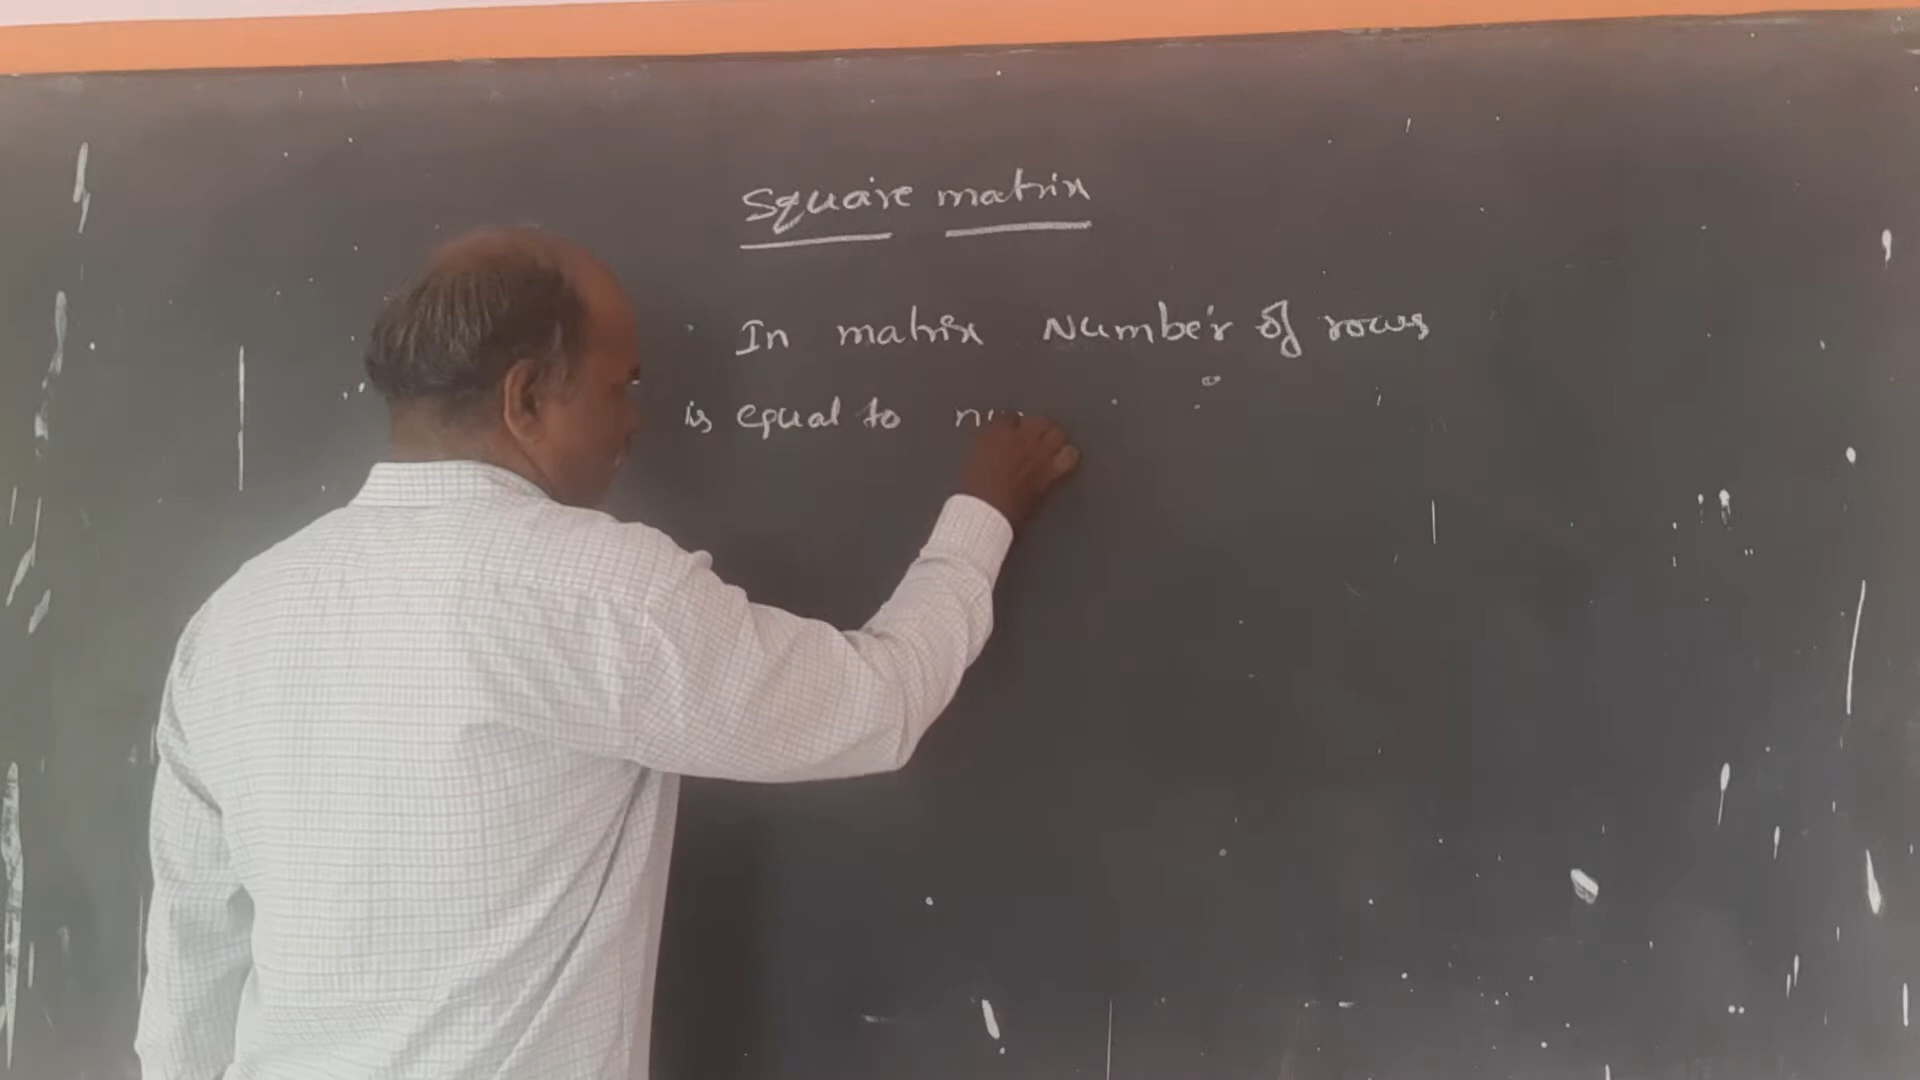 Square matrix
In matrix Number of rows
is equal to